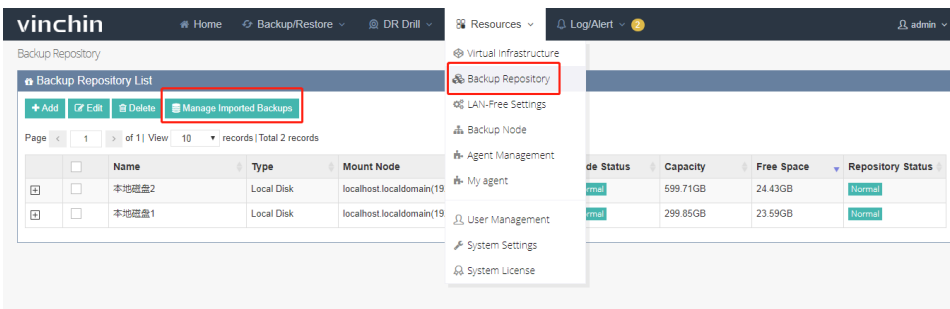 vinchin Home Backup/Restore DR Drill Resources Log/Alert 2 admin
Backup Repository
Virtual Infrastructure
Backup Repository
LAN-Free Settings
Backup Node
Agent Management
My agent
User Management
System Settings
System License
Backup Repository List
+ Add Edit Delete Manage Imported Backups
Page < 1 > of 1 | View 10 records | Total 2 records
Name Type Mount Node de Status Capacity Free Space Repository Status
本地磁盘2 Local Disk localhost.localdomain(19 rmal 599.71GB 24.43GB Normal
本地磁盘1 Local Disk localhost.localdomain(19 rmal 299.85GB 23.59GB Normal